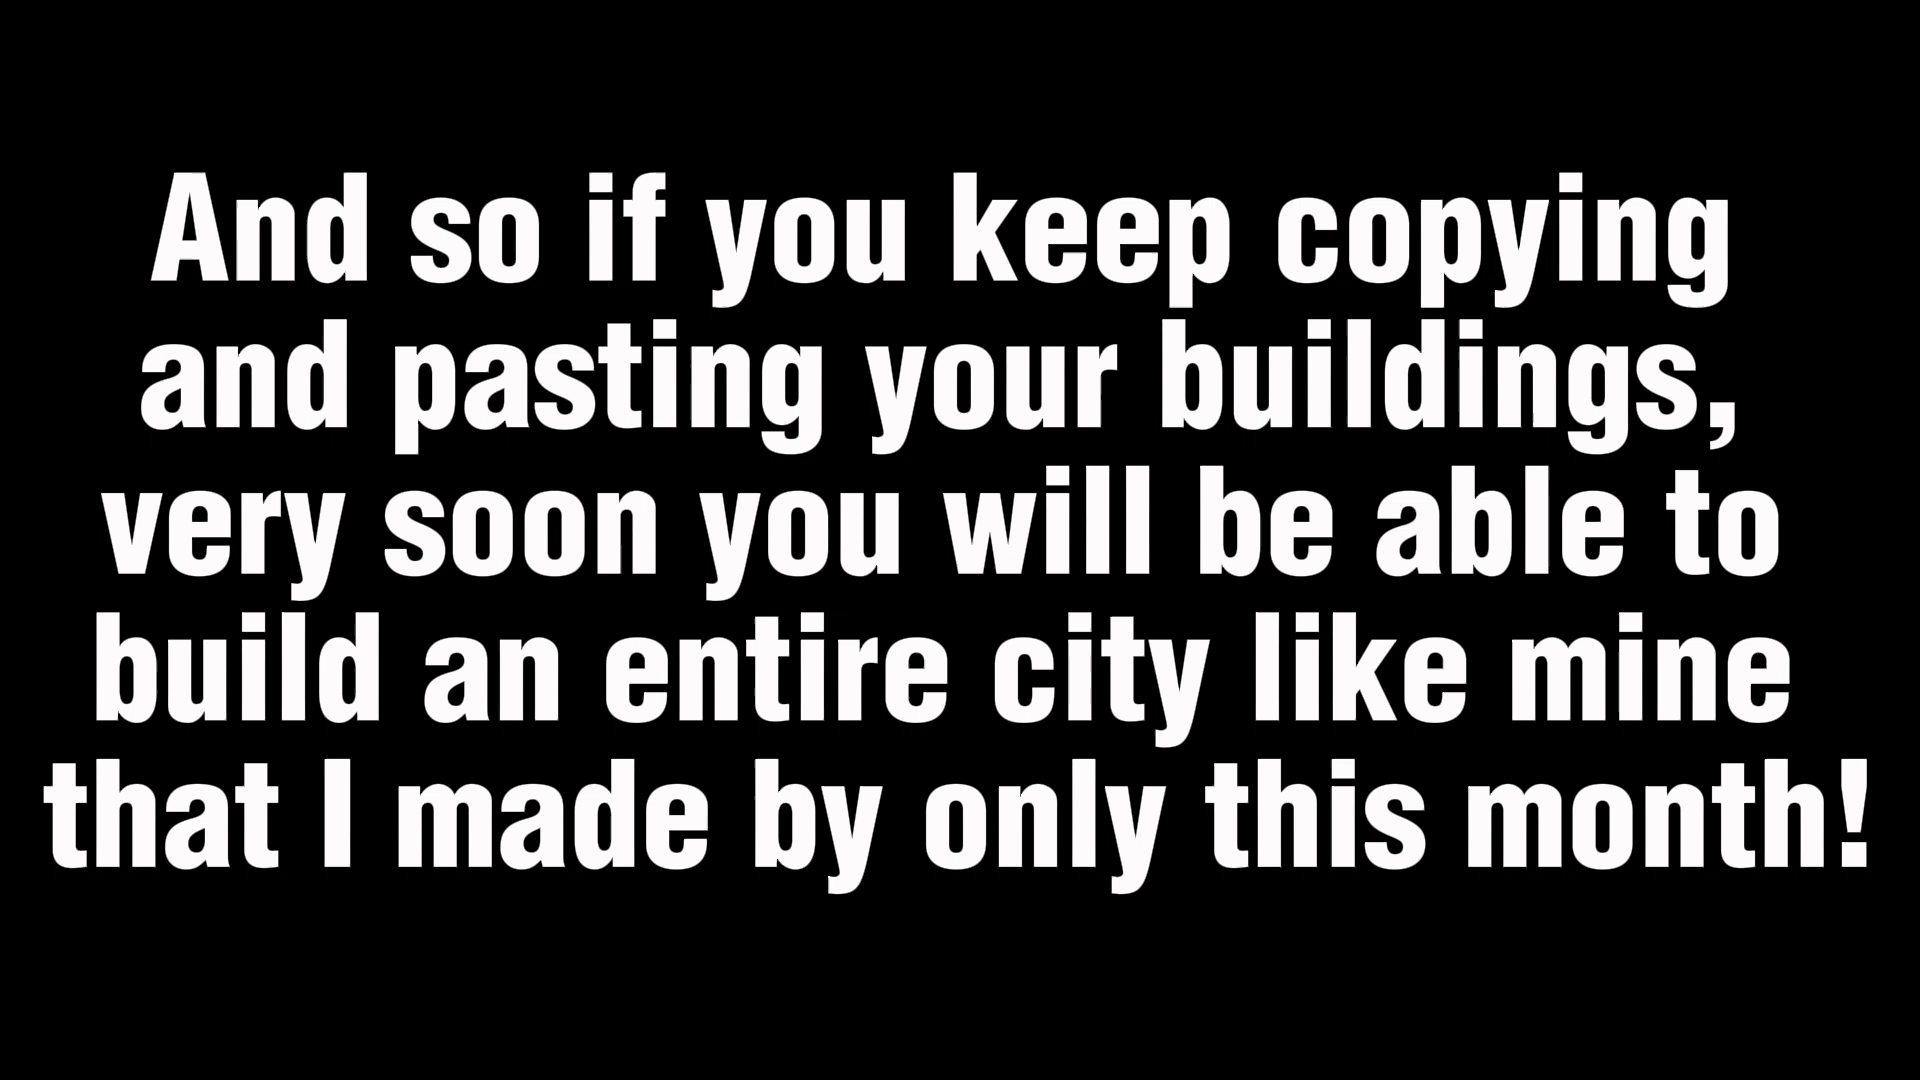 And so if you keep copying
and pasting your buildings,
very soon you will be able to
build an entire city like mine
that I made by only this month!